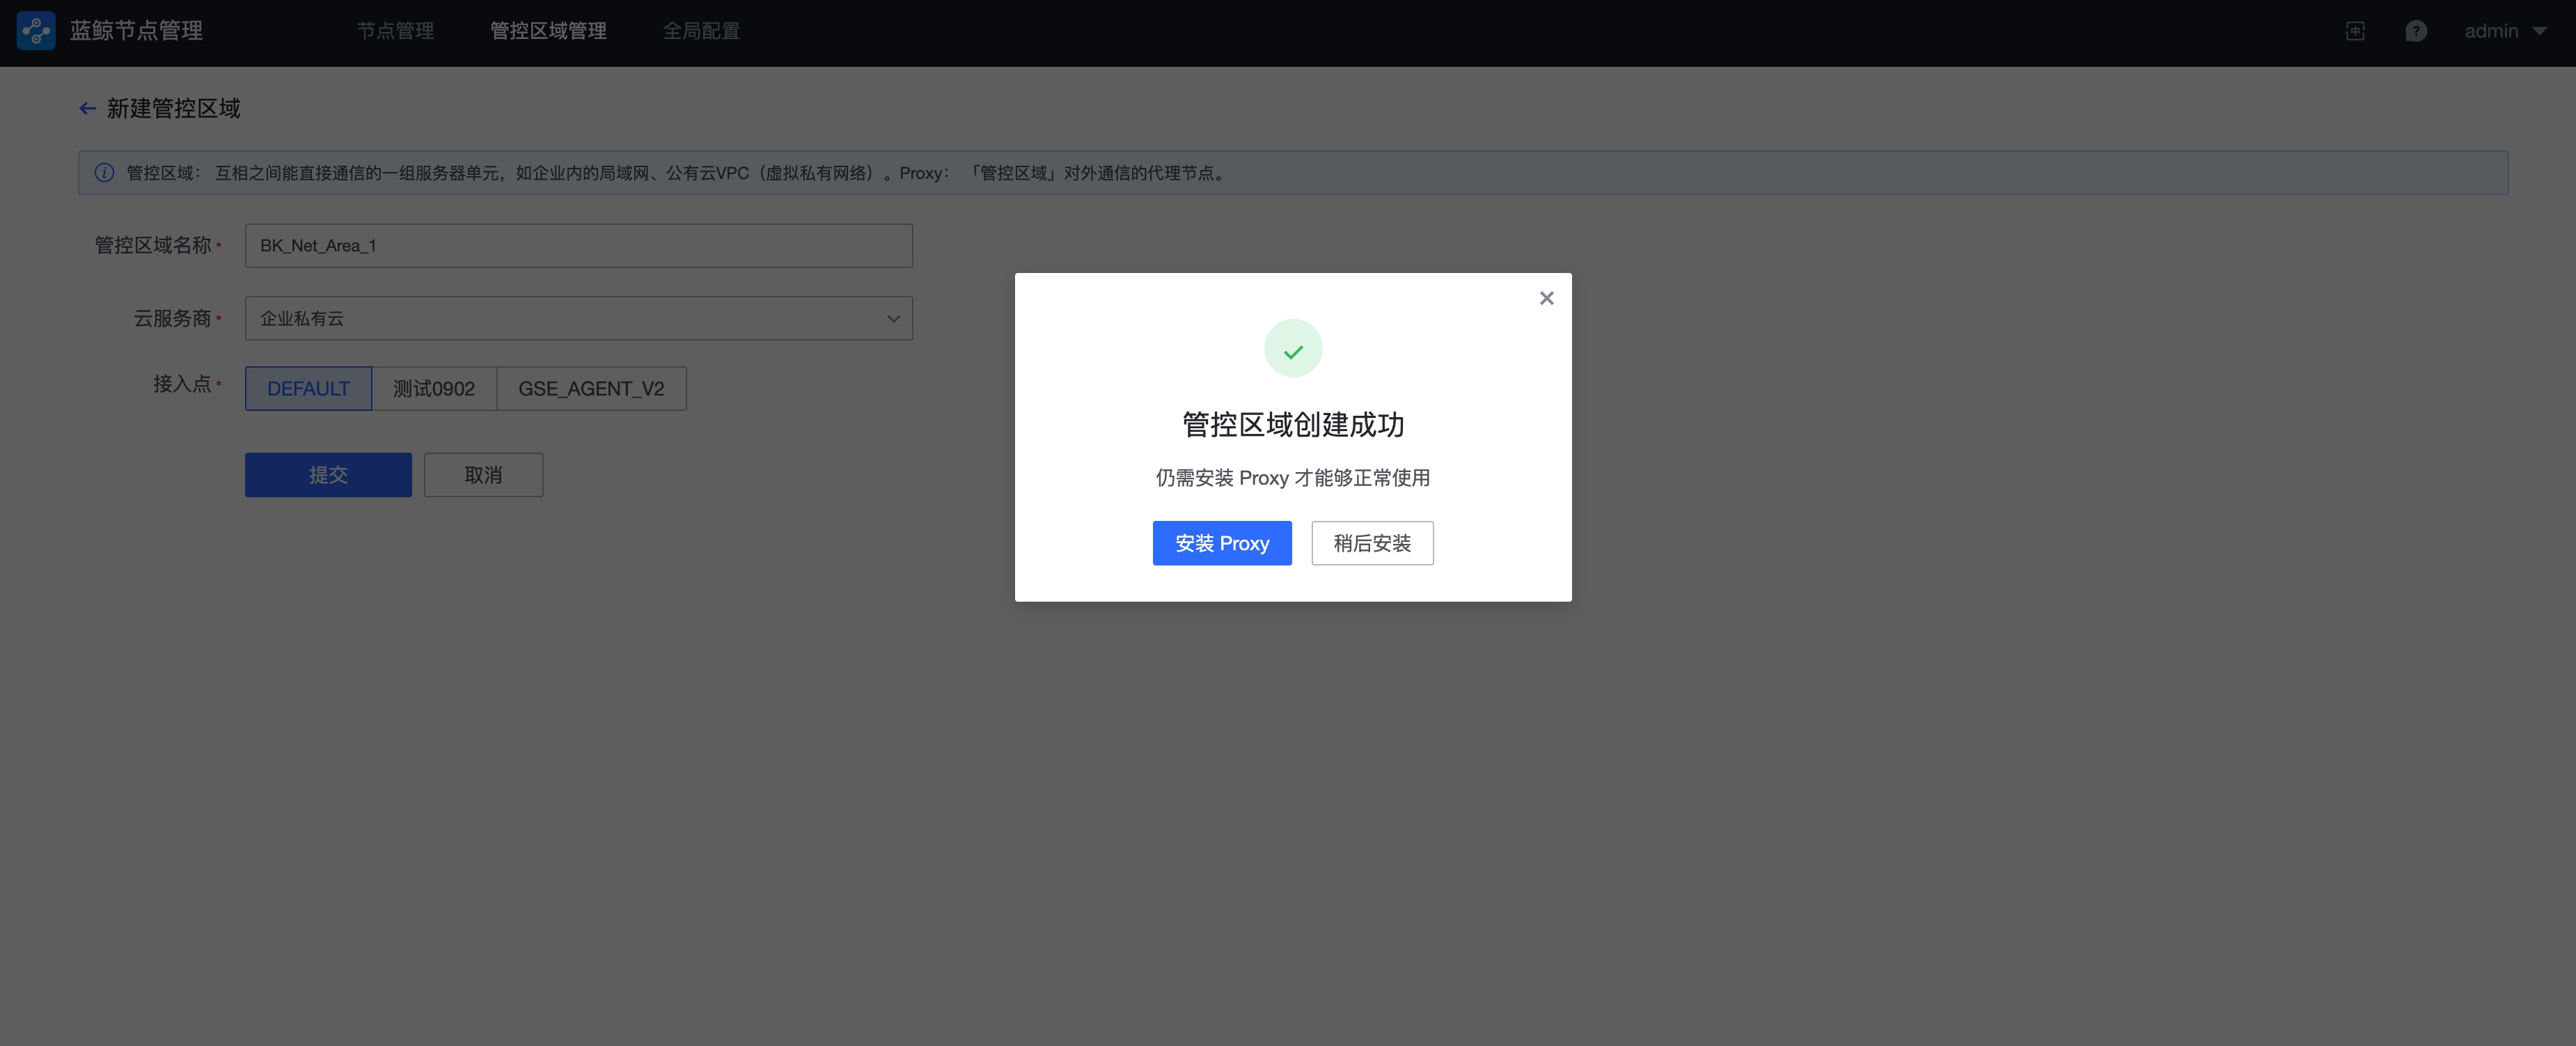 蓝鲸节点管理
节点管理
管控区域管理
全局配置
中
?
admin
新建管控区域
管控区域： 互相之间能直接通信的一组服务器单元，如企业内的局域网、公有云VPC（虚拟私有网络）。Proxy： 「管控区域」对外通信的代理节点。
管控区域名称*
BK_Net_Area_1
云服务商*
企业私有云
接入点*
DEFAULT
测试0902
GSE_AGENT_V2
提交
取消
管控区域创建成功
仍需安装 Proxy 才能够正常使用
安装 Proxy
稍后安装